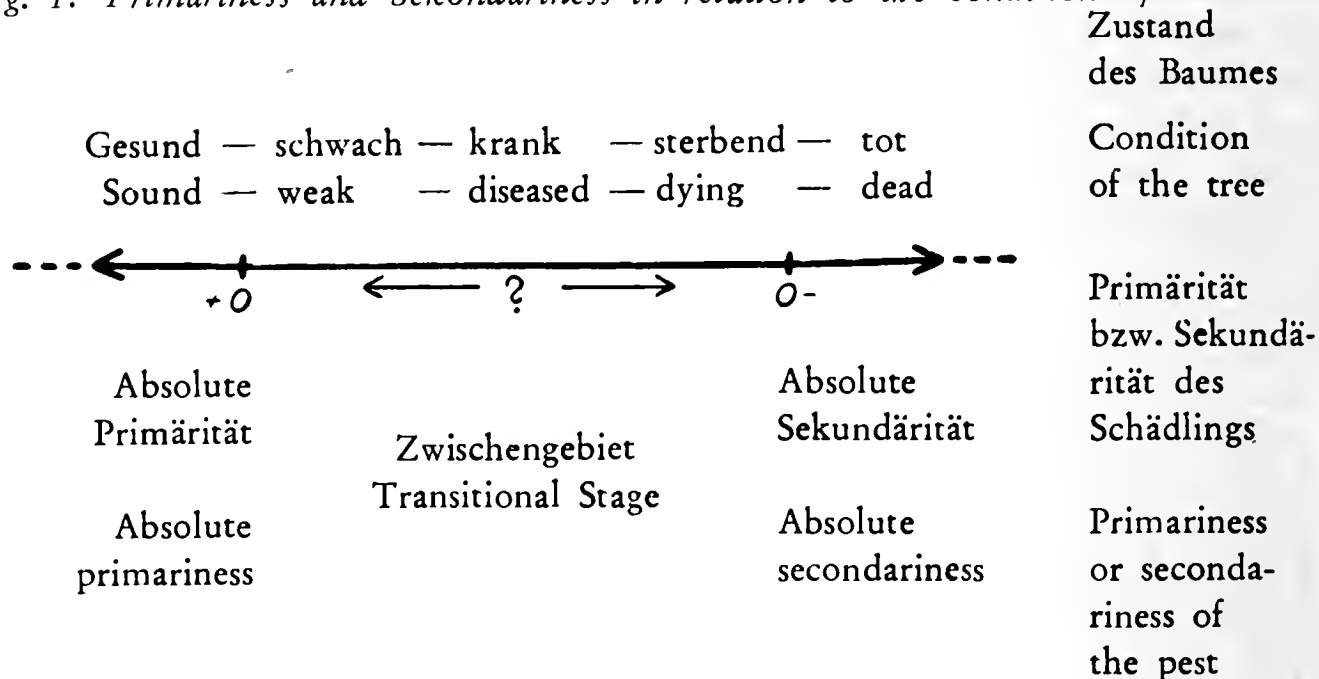 Zustand
des Baumes
Gesund — schwach — krank — sterbend — tot
Sound — weak — diseased — dying — dead
Condition
of the tree
+0 ? 0-
Absolute
Primärität
Zwischengebiet
Transitional Stage
Absolute
Sekundärität
Primärität
bzw. Sekundä-
rität des
Schädlings
Absolute
primariness
Absolute
secondariness
Primariness
or seconda-
riness of
the pest